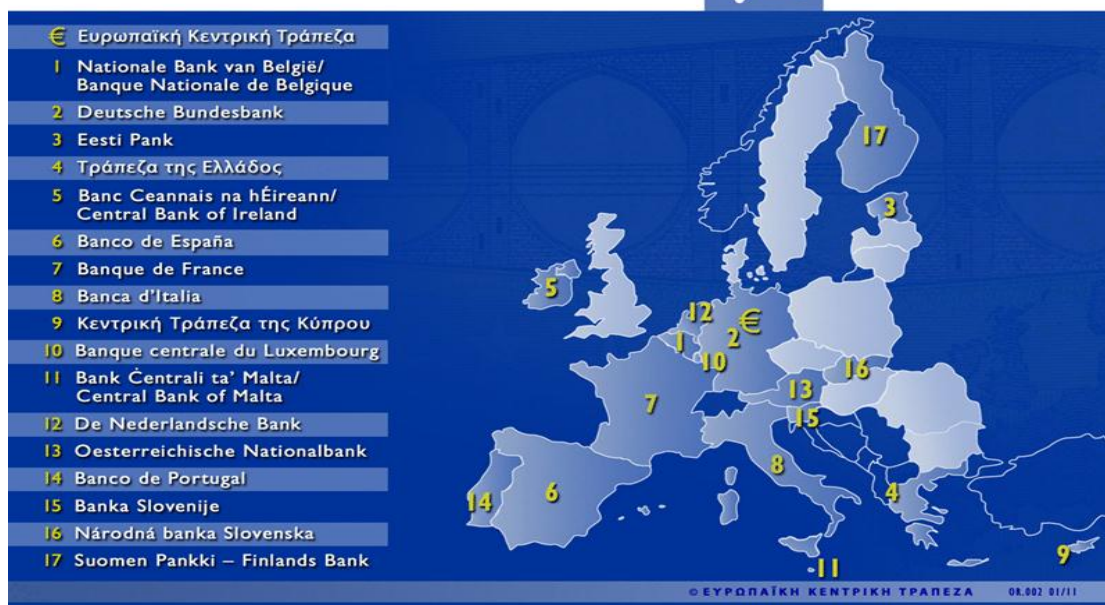 € Ευρωπαϊκή Κεντρική Τράπεζα
1 Nationale Bank van België/
Banque Nationale de Belgique
2 Deutsche Bundesbank
3 Eesti Pank
4 Τράπεζα της Ελλάδος
5 Banc Ceannais na hÉireann/
Central Bank of Ireland
6 Banco de España
7 Banque de France
8 Banca d'Italia
9 Κεντρική Τράπεζα της Κύπρου
10 Banque centrale du Luxembourg
11 Bank Ċentrali ta' Malta/
Central Bank of Malta
12 De Nederlandsche Bank
13 Oesterreichische Nationalbank
14 Banco de Portugal
15 Banka Slovenije
16 Národná banka Slovenska
17 Suomen Pankki – Finlands Bank
17
3
5
12
€
2
1
10
16
13
7
15
8
6
14
4
9
11
© ΕΥΡΩΠΑΪΚΗ ΚΕΝΤΡΙΚΗ ΤΡΑΠΕΖΑ 08.002 01/11